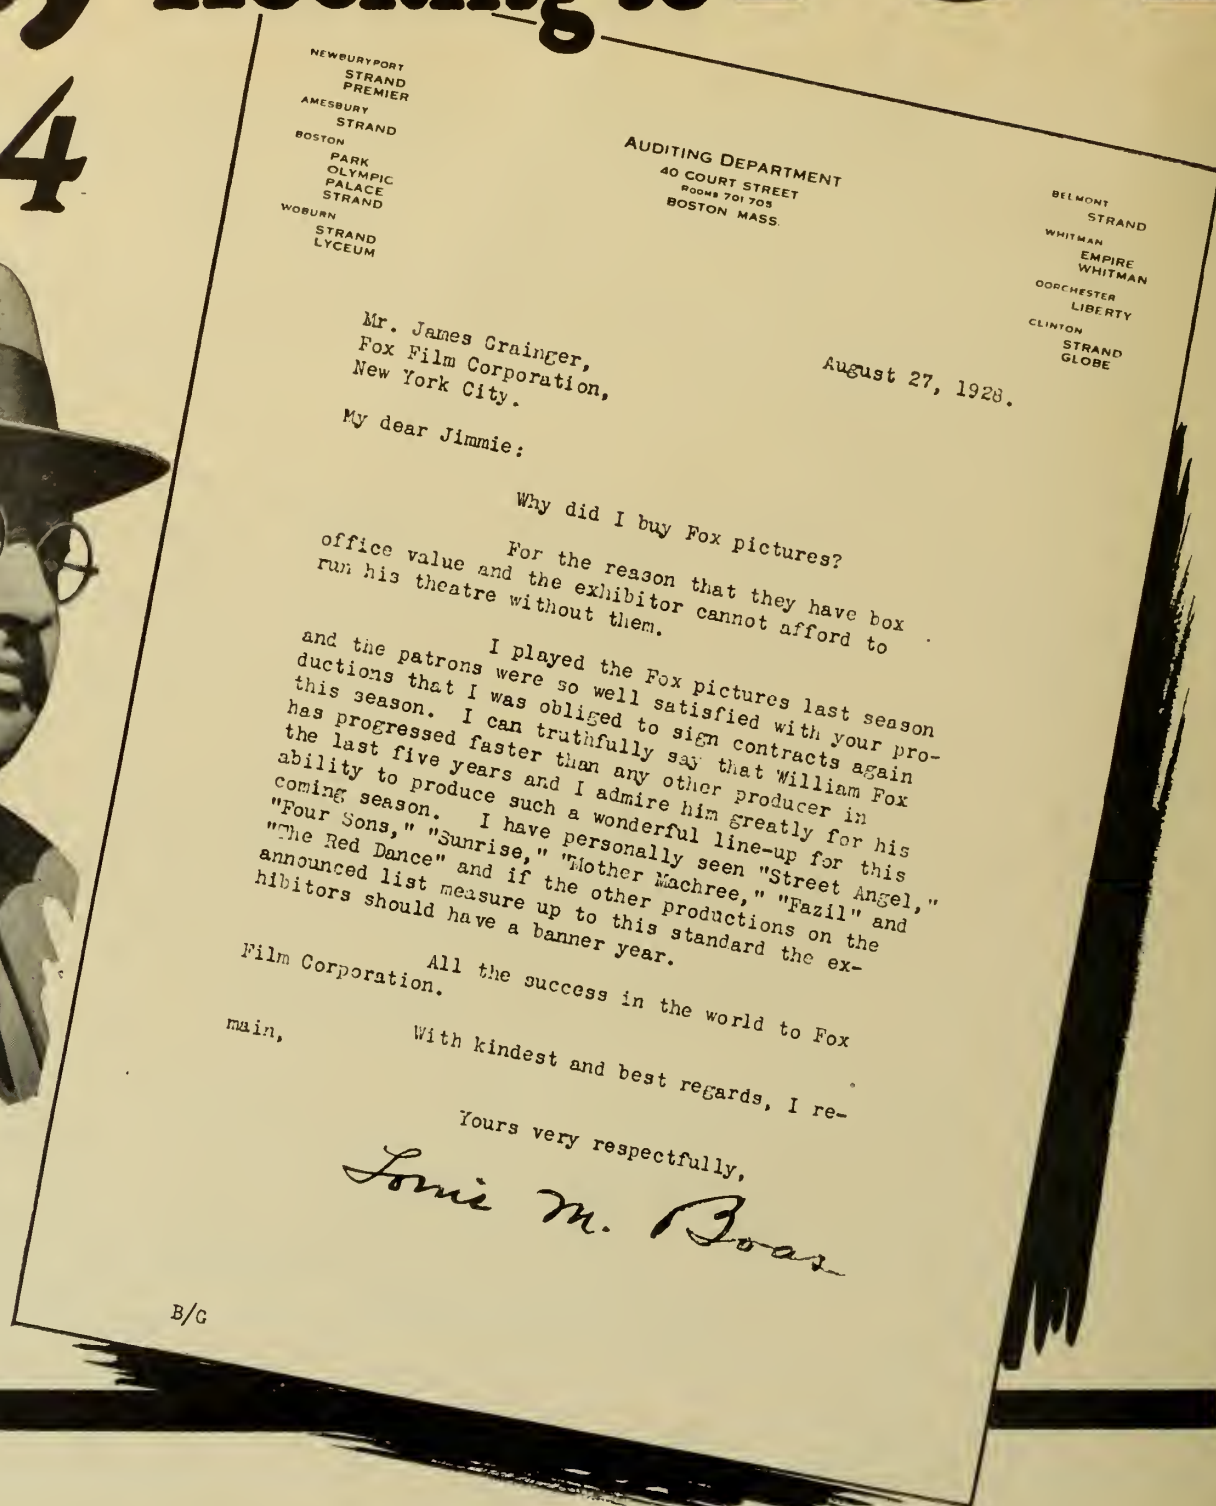 Flocking to
4
NEWBURYPORT
STRAND
PREMIER
AMESBURY
STRAND
BOSTON
PARK
OLYMPIC
PALACE
STRAND
WOBURN
STRAND
LYCEUM
AUDITING DEPARTMENT
40 COURT STREET
ROOMS 701 705
BOSTON MASS.
BELMONT
STRAND
WHITMAN
EMPIRE
WHITMAN
DORCHESTER
LIBERTY
CLINTON
STRAND
GLOBE
Mr. James Grainger,
Fox Film Corporation,
New York City.
August 27, 1928.
My dear Jimmie:
Why did I buy Fox pictures?
For the reason that they have box
office value and the exhibitor cannot afford to
run his theatre without them.
I played the Fox pictures last season
and the patrons were so well satisfied with your pro-
ductions that I was obliged to sign contracts again
this season. I can truthfully say that William Fox
has progressed faster than any other producer in
the last five years and I admire him greatly for his
ability to produce such a wonderful line-up for this
coming season. I have personally seen "Street Angel,"
"Four Sons," "Sunrise," "Mother Machree," "Fazil" and
"The Red Dance" and if the other productions on the
announced list measure up to this standard the ex-
hibitors should have a banner year.
All the success in the world to Fox
Film Corporation.
With kindest and best regards, I re-
main,
Yours very respectfully,
Louis M. Boas
B/G